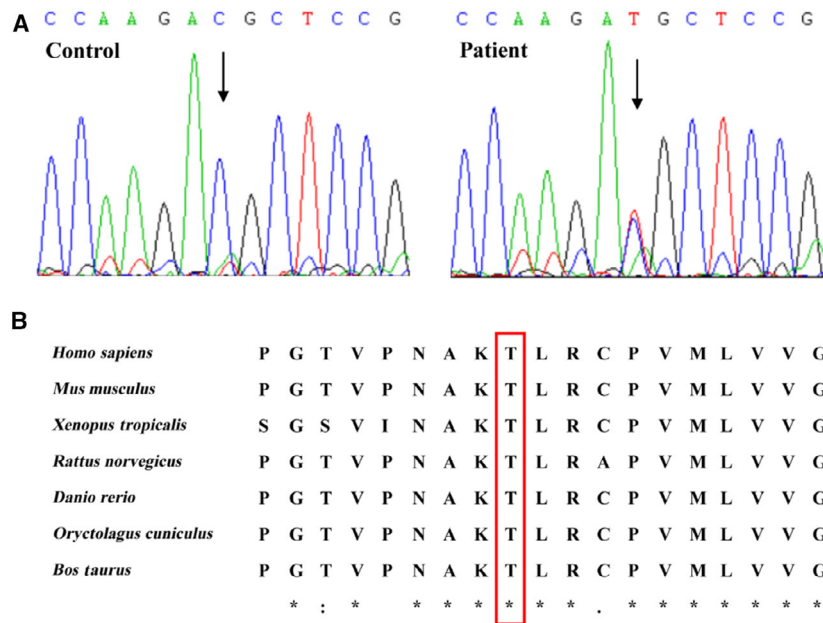 A
C C A A G A C G C T C C G
C C A A G A T G C T C C G
Control
Patient
B
Homo sapiens P G T V P N A K T L R C P V M L V V G
Mus musculus P G T V P N A K T L R C P V M L V V G
Xenopus tropicalis S G S V I N A K T L R C P V M L V V G
Rattus norvegicus P G T V P N A K T L R A P V M L V V G
Danio rerio P G T V P N A K T L R C P V M L V V G
Oryctolagus cuniculus P G T V P N A K T L R C P V M L V V G
Bos taurus P G T V P N A K T L R C P V M L V V G
* : * * * * * * * . * * * * * * *